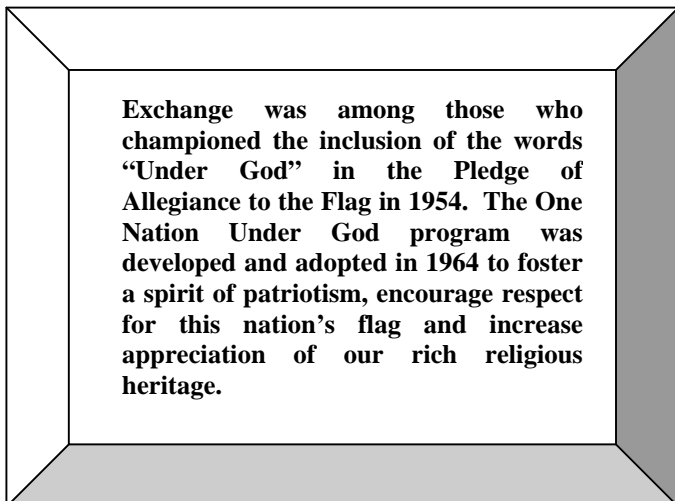 Exchange was among those who
championed the inclusion of the words
“Under God” in the Pledge of
Allegiance to the Flag in 1954.  The One
Nation Under God program was
developed and adopted in 1964 to foster
a spirit of patriotism, encourage respect
for this nation’s flag and increase
appreciation of our rich religious
heritage.